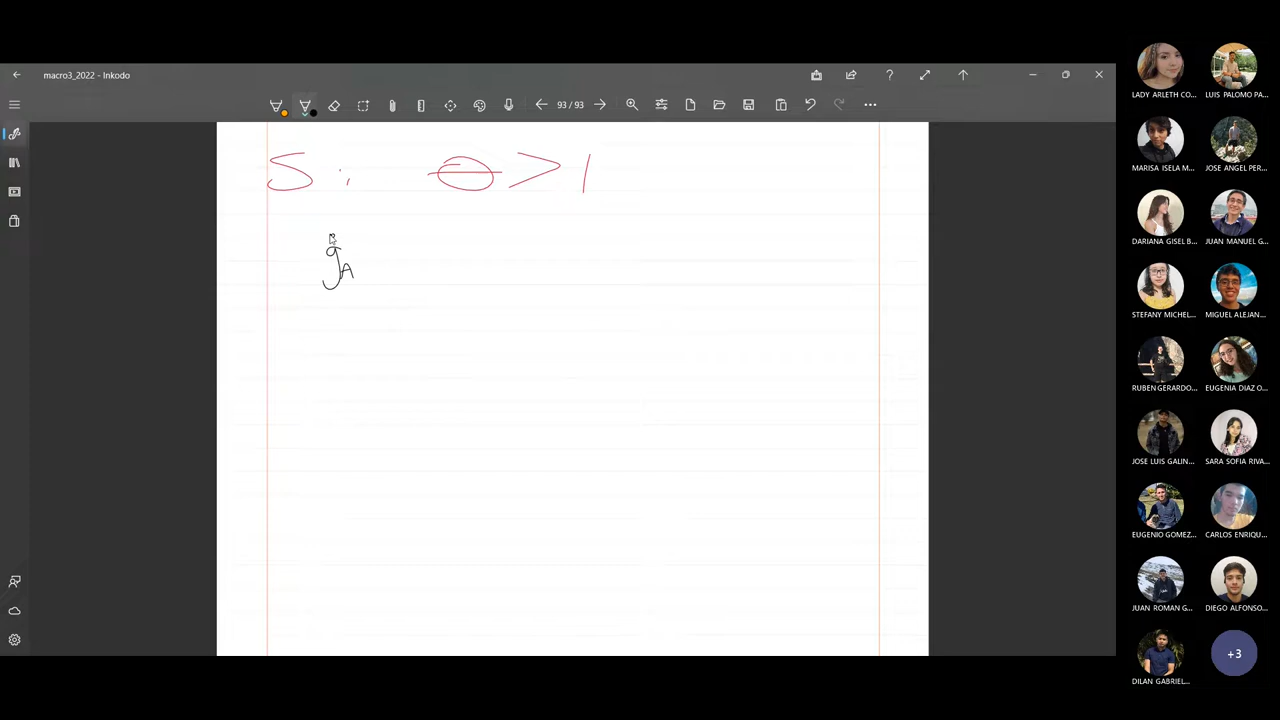 macro3_2022 - Inkodo
93 / 93
Si θ > 1
gA
LADY ARLETH CO...
LUIS PALOMO PA...
MARISA ISELA M...
JOSE ANGEL PER...
DARIANA GISEL B...
JUAN MANUEL G...
STEFANY MICHEL...
MIGUEL ALEJAN...
RUBEN GERARDO...
EUGENIA DIAZ O...
JOSE LUIS GALIN...
SARA SOFIA RIVA...
EUGENIO GOMEZ...
CARLOS ENRIQU...
JUAN ROMAN G...
DIEGO ALFONSO...
DILAN GABRIEL...
+3